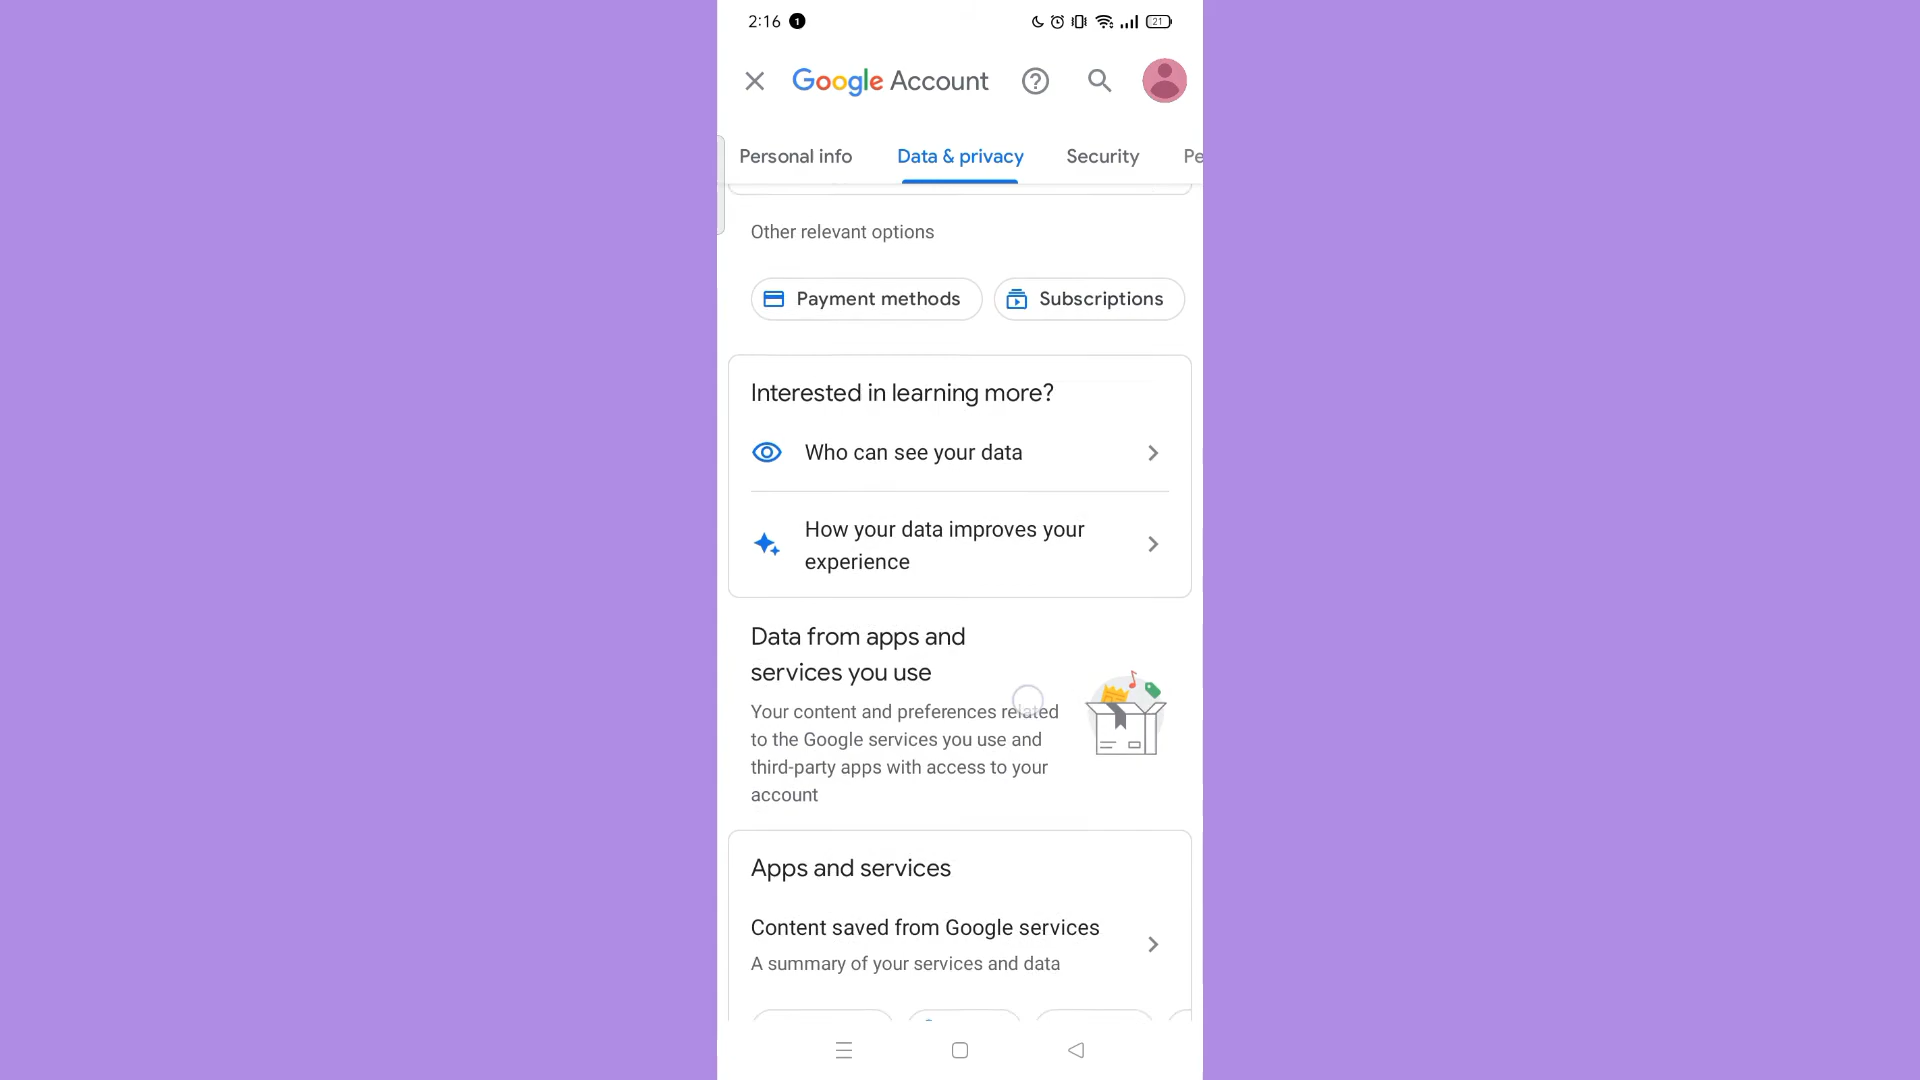 2:16 1 21
Google Account
Personal info Data & privacy Security Pe
Other relevant options
Payment methods Subscriptions
Interested in learning more?
Who can see your data
How your data improves your
experience
Data from apps and
services you use
Your content and preferences related
to the Google services you use and
third-party apps with access to your
account
Apps and services
Content saved from Google services
A summary of your services and data